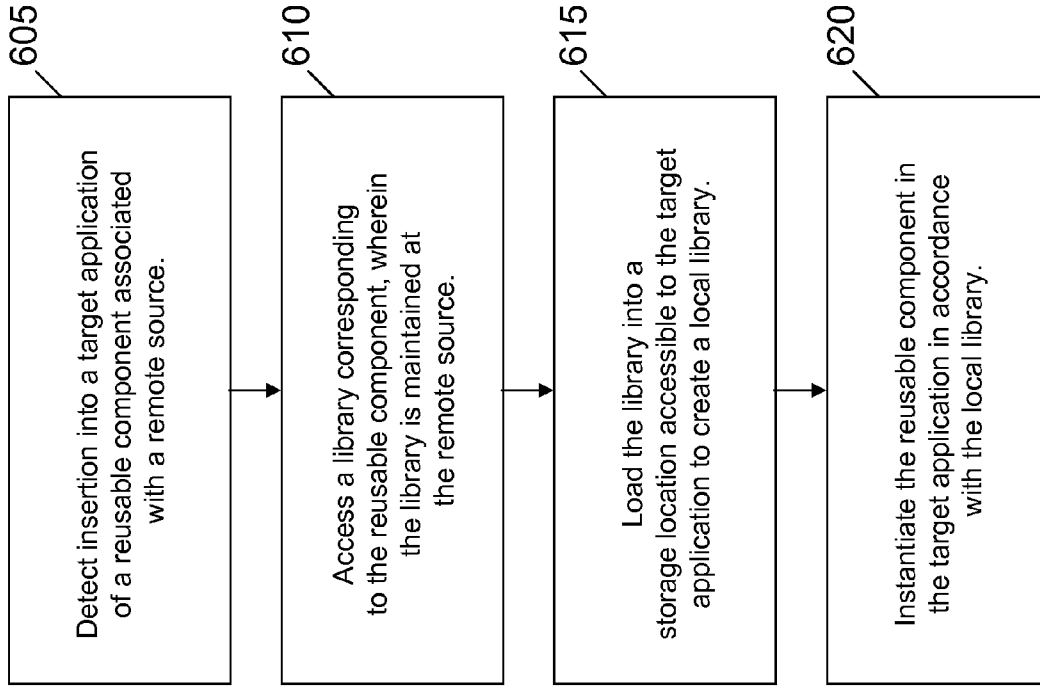 605
Detect insertion into a target application
of a reusable component associated
with a remote source.
610
Access a library corresponding
to the reusable component, wherein
the library is maintained at
the remote source.
615
Load the library into a
storage location accessible to the target
application to create a local library.
620
Instantiate the reusable component in
the target application in accordance
with the local library.